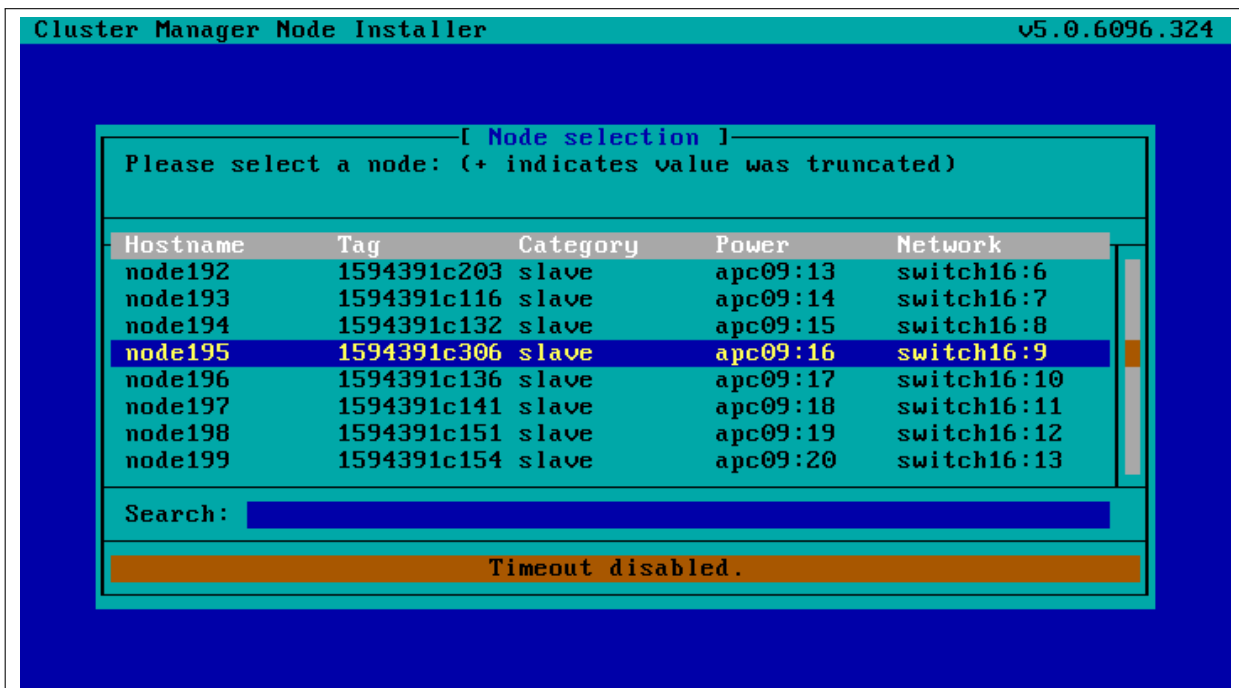 Cluster Manager Node Installer v5.0.6096.324
[ Node selection ]
Please select a node: (+ indicates value was truncated)
Hostname Tag Category Power Network
node192 1594391c203 slave apc09:13 switch16:6
node193 1594391c116 slave apc09:14 switch16:7
node194 1594391c132 slave apc09:15 switch16:8
node195 1594391c306 slave apc09:16 switch16:9
node196 1594391c136 slave apc09:17 switch16:10
node197 1594391c141 slave apc09:18 switch16:11
node198 1594391c151 slave apc09:19 switch16:12
node199 1594391c154 slave apc09:20 switch16:13
Search:
Timeout disabled.